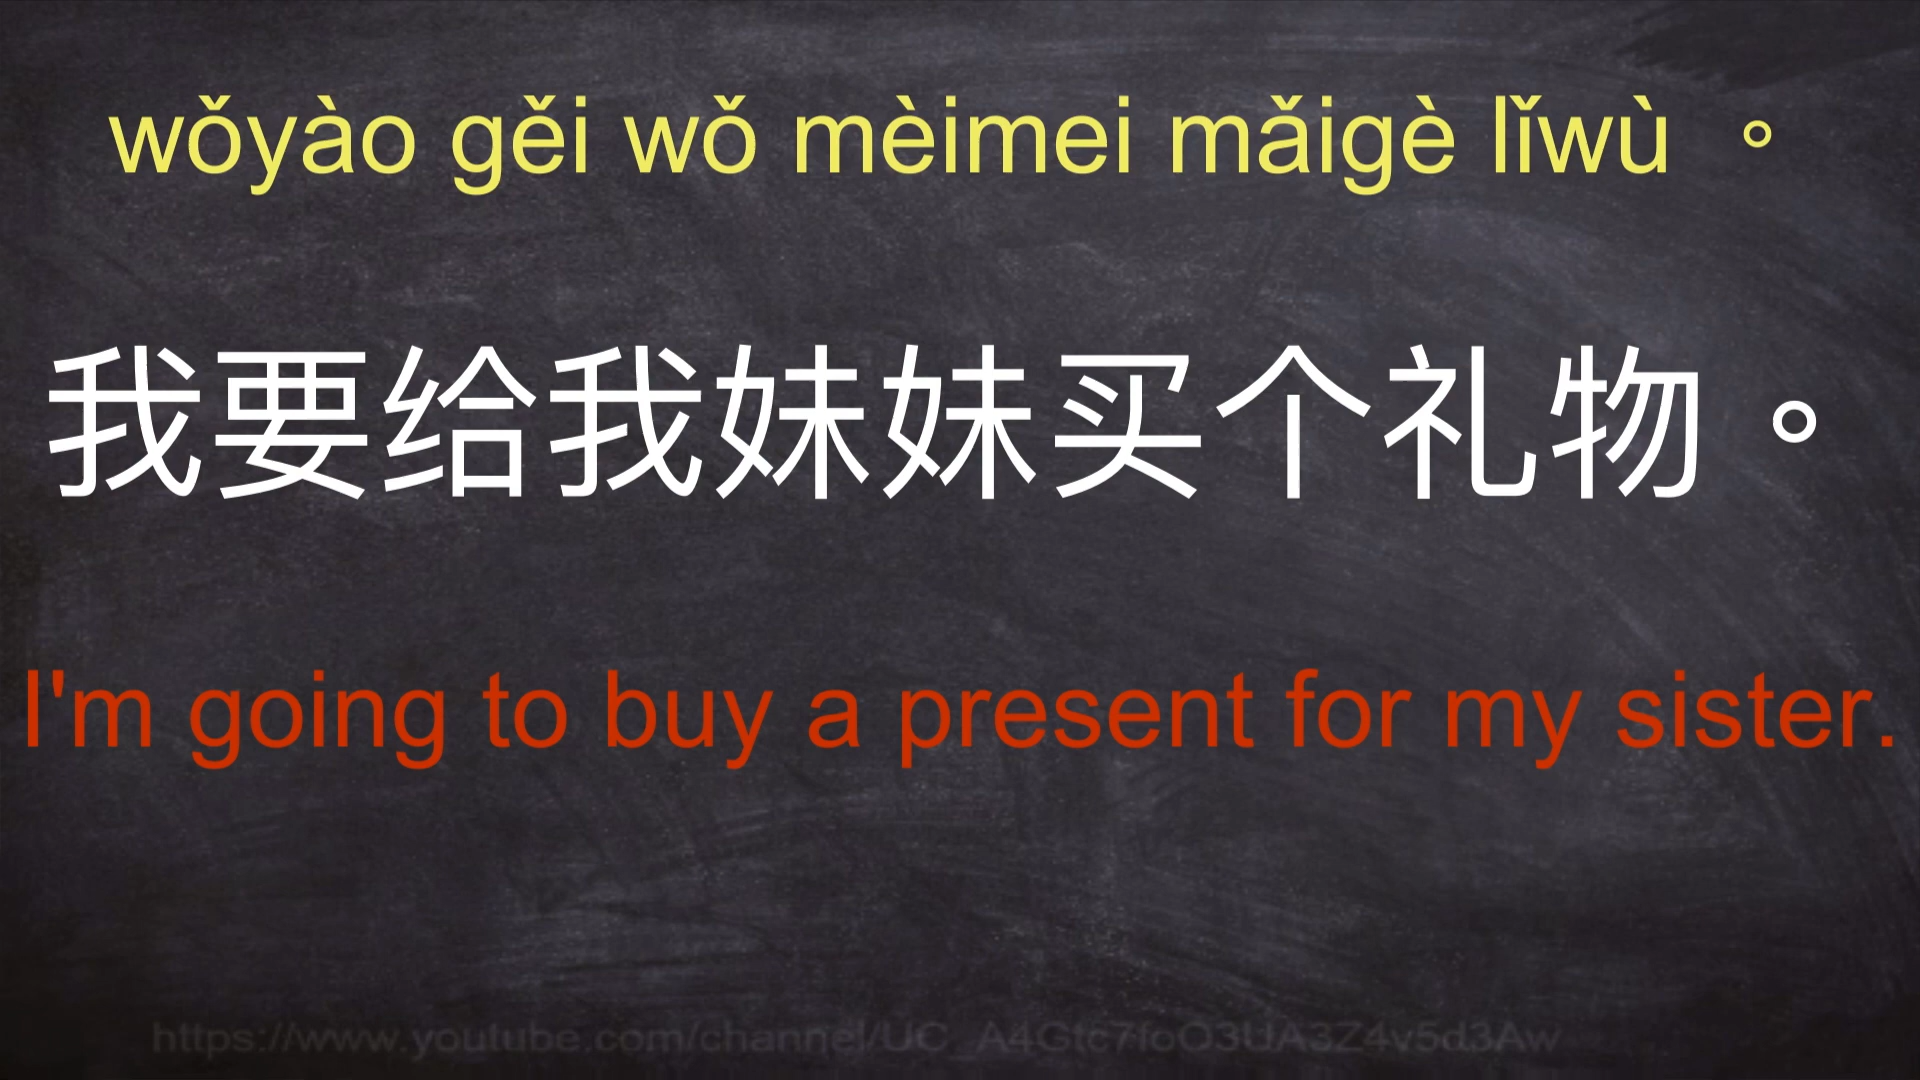 wǒyào gěi wǒ mèimei mǎigè lǐwù 。
我要给我妹妹买个礼物。
I'm going to buy a present for my sister.